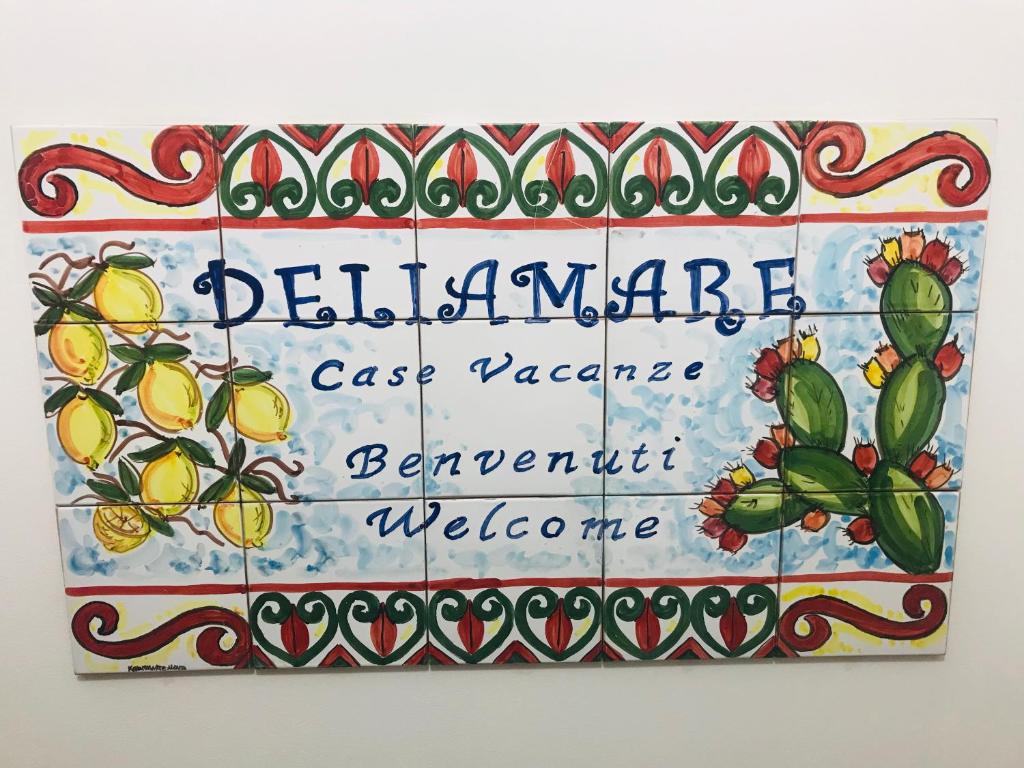 DELIAMARE
Case Vacanze
Benvenuti
Welcome